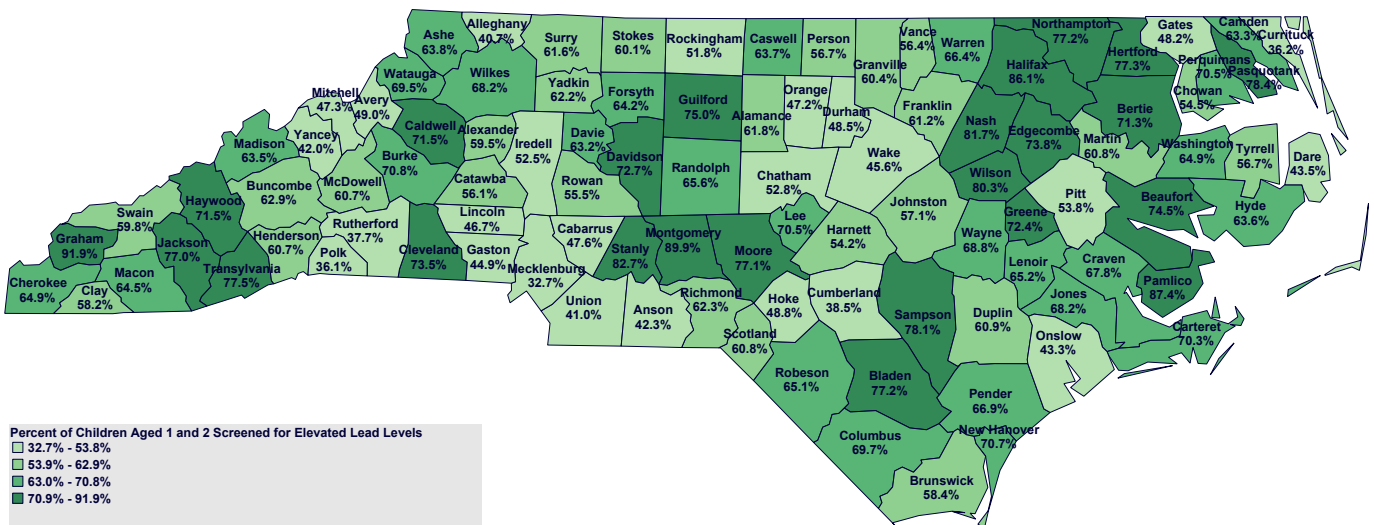 Alleghany
40.7%
Ashe
63.8%
Surry
61.6%
Stokes
60.1%
Rockingham
51.8%
Caswell
63.7%
Person
56.7%
Granville
60.4%
Vance
56.4%
Warren
66.4%
Northampton
77.2%
Halifax
86.1%
Hertford
77.3%
Gates
48.2%
Camden
63.3%
Currituck
36.2%
Perquimans
70.5%
Pasquotank
78.4%
Chowan
54.5%
Bertie
71.3%
Watauga
69.5%
Wilkes
68.2%
Yadkin
62.2%
Forsyth
64.2%
Guilford
75.0%
Alamance
61.8%
Orange
47.2%
Durham
48.5%
Franklin
61.2%
Nash
81.7%
Edgecombe
73.8%
Martin
60.8%
Washington
64.9%
Tyrrell
56.7%
Dare
43.5%
Mitchell
47.3%
Avery
49.0%
Yancey
42.0%
Caldwell
71.5%
Alexander
59.5%
Iredell
52.5%
Davie
63.2%
Davidson
72.7%
Randolph
65.6%
Chatham
52.8%
Wake
45.6%
Wilson
80.3%
Pitt
53.8%
Beaufort
74.5%
Hyde
63.6%
Madison
63.5%
Buncombe
62.9%
McDowell
60.7%
Burke
70.8%
Catawba
56.1%
Rowan
55.5%
Lee
70.5%
Johnston
57.1%
Greene
72.4%
Haywood
71.5%
Swain
59.8%
Graham
91.9%
Jackson
77.0%
Henderson
60.7%
Rutherford
37.7%
Polk
36.1%
Cleveland
73.5%
Lincoln
46.7%
Gaston
44.9%
Mecklenburg
32.7%
Cabarrus
47.6%
Stanly
82.7%
Montgomery
89.9%
Moore
77.1%
Harnett
54.2%
Wayne
68.8%
Lenoir
65.2%
Craven
67.8%
Pamlico
87.4%
Cherokee
64.9%
Clay
58.2%
Macon
64.5%
Transylvania
77.5%
Union
41.0%
Anson
42.3%
Richmond
62.3%
Scotland
60.8%
Hoke
48.8%
Cumberland
38.5%
Sampson
78.1%
Duplin
60.9%
Jones
68.2%
Onslow
43.3%
Carteret
70.3%
Robeson
65.1%
Bladen
77.2%
Pender
66.9%
Columbus
69.7%
New Hanover
70.7%
Brunswick
58.4%
Percent of Children Aged 1 and 2 Screened for Elevated Lead Levels
32.7% - 53.8%
53.9% - 62.9%
63.0% - 70.8%
70.9% - 91.9%